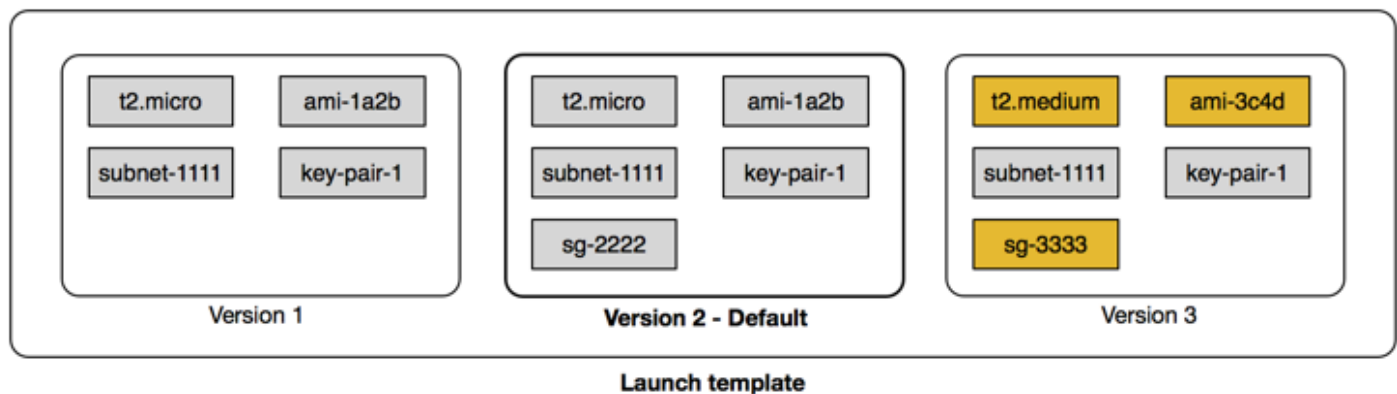 t2.micro ami-1a2b
subnet-1111 key-pair-1
Version 1
t2.micro ami-1a2b
subnet-1111 key-pair-1
sg-2222
Version 2 - Default
t2.medium ami-3c4d
subnet-1111 key-pair-1
sg-3333
Version 3
Launch template